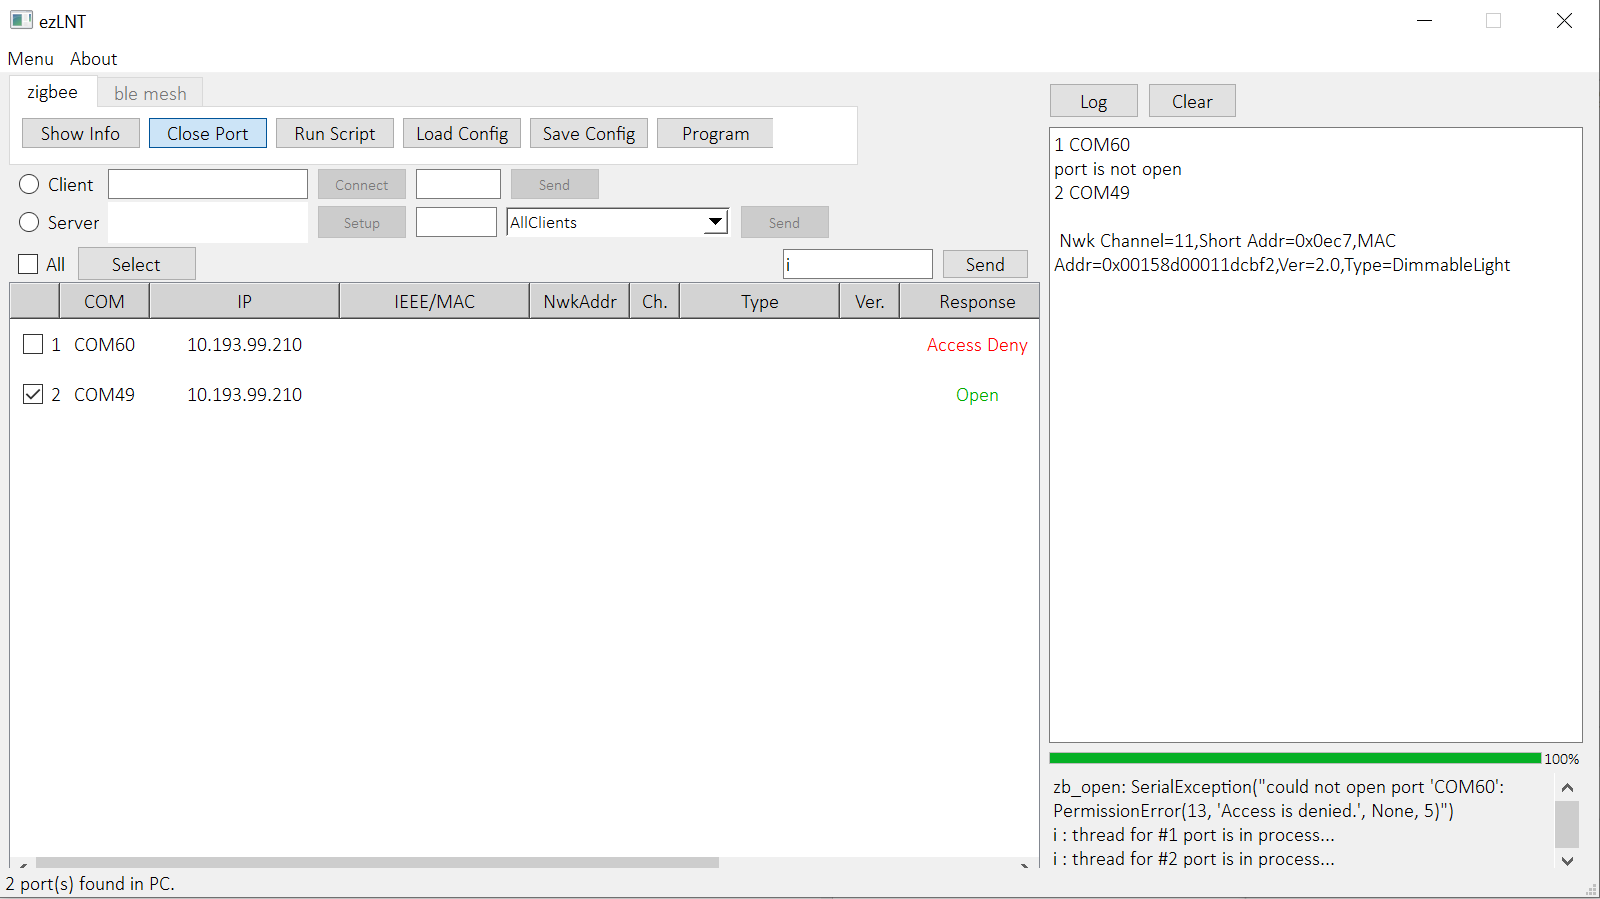 ezLNT
Menu About
zigbee ble mesh
Show Info Close Port Run Script Load Config Save Config Program
Client Connect Send
Server Setup AllClients Send
All Select i Send
COM IP IEEE/MAC NwkAddr Ch. Type Ver. Response
1 COM60 10.193.99.210 Access Deny
2 COM49 10.193.99.210 Open
Log Clear
1 COM60
port is not open
2 COM49
Nwk Channel=11,Short Addr=0x0ec7,MAC
Addr=0x00158d00011dcbf2,Ver=2.0,Type=DimmableLight
100%
zb_open: SerialException("could not open port 'COM60':
PermissionError(13, 'Access is denied.', None, 5)")
i : thread for #1 port is in process...
i : thread for #2 port is in process...
2 port(s) found in PC.